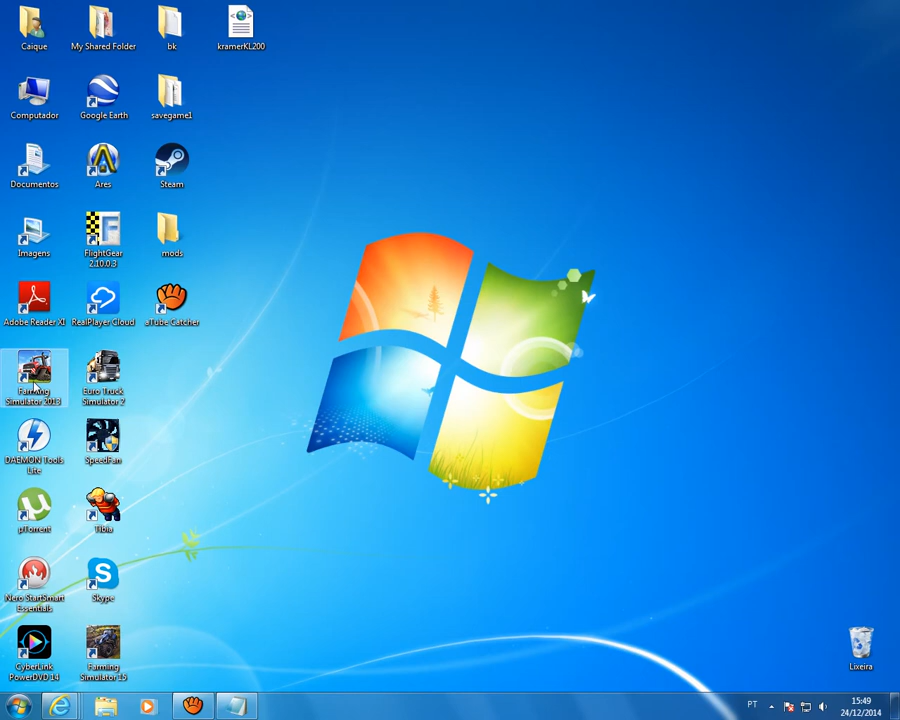 Caique
My Shared Folder
bk
kramerKL200
Computador
Google Earth
savegame1
Documentos
Ares
Steam
Imagens
FlightGear
2.10.0.3
mods
Adobe Reader XI
RealPlayer Cloud
aTube Catcher
Farming
Simulator 2013
Euro Truck
Simulator 2
DAEMON Tools
Lite
SpeedFan
µTorrent
Tibia
Nero StartSmart
Essentials
Skype
CyberLink
PowerDVD 14
Farming
Simulator 15
Lixeira
PT
15:49
24/12/2014